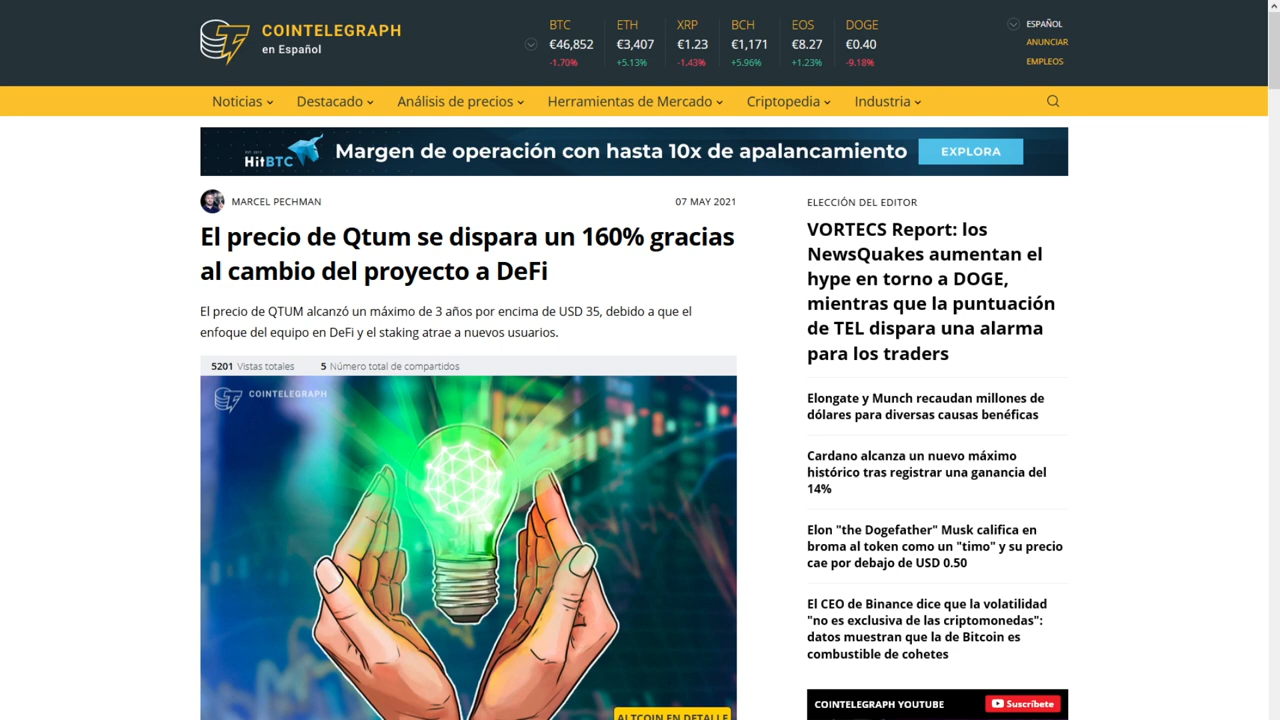 COINTELEGRAPH
en Español
BTC
€46,852
-1.70%
ETH
€3,407
+5.13%
XRP
€1.23
-1.43%
BCH
€1,171
+5.96%
EOS
€8.27
+1.23%
DOGE
€0.40
-9.18%
ESPAÑOL
ANUNCIAR
EMPLEOS
Noticias
Destacado
Análisis de precios
Herramientas de Mercado
Criptopedia
Industria
HitBTC
Margen de operación con hasta 10x de apalancamiento
EXPLORA
MARCEL PECHMAN
07 MAY 2021
El precio de Qtum se dispara un 160% gracias
al cambio del proyecto a DeFi
El precio de QTUM alcanzó un máximo de 3 años por encima de USD 35, debido a que el
enfoque del equipo en DeFi y el staking atrae a nuevos usuarios.
5201 Vistas totales
5 Número total de compartidos
COINTELEGRAPH
ALTCOIN EN DETALLE
ELECCIÓN DEL EDITOR
VORTECS Report: los
NewsQuakes aumentan el
hype en torno a DOGE,
mientras que la puntuación
de TEL dispara una alarma
para los traders
Elongate y Munch recaudan millones de
dólares para diversas causas benéficas
Cardano alcanza un nuevo máximo
histórico tras registrar una ganancia del
14%
Elon "the Dogefather" Musk califica en
broma al token como un "timo" y su precio
cae por debajo de USD 0.50
El CEO de Binance dice que la volatilidad
"no es exclusiva de las criptomonedas":
datos muestran que la de Bitcoin es
combustible de cohetes
COINTELEGRAPH YOUTUBE
Suscríbete